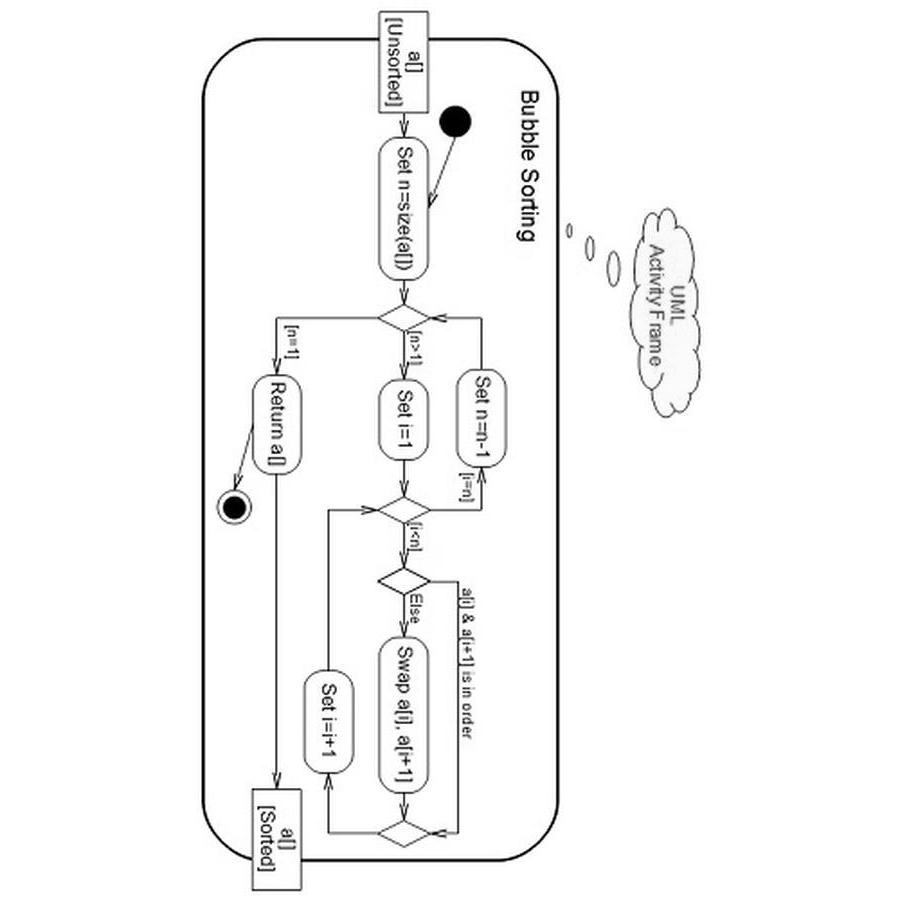 UML
Activity Frame
Bubble Sorting
a[]
[Unsorted]
Set n=size(a[])
[n>1]
[n=1]
Set n=n-1
Set i=1
Return a[]
[i=n]
[i<n]
a[i] & a[i+1] is in order
Else
Swap a[i], a[i+1]
Set i=i+1
a[]
[Sorted]